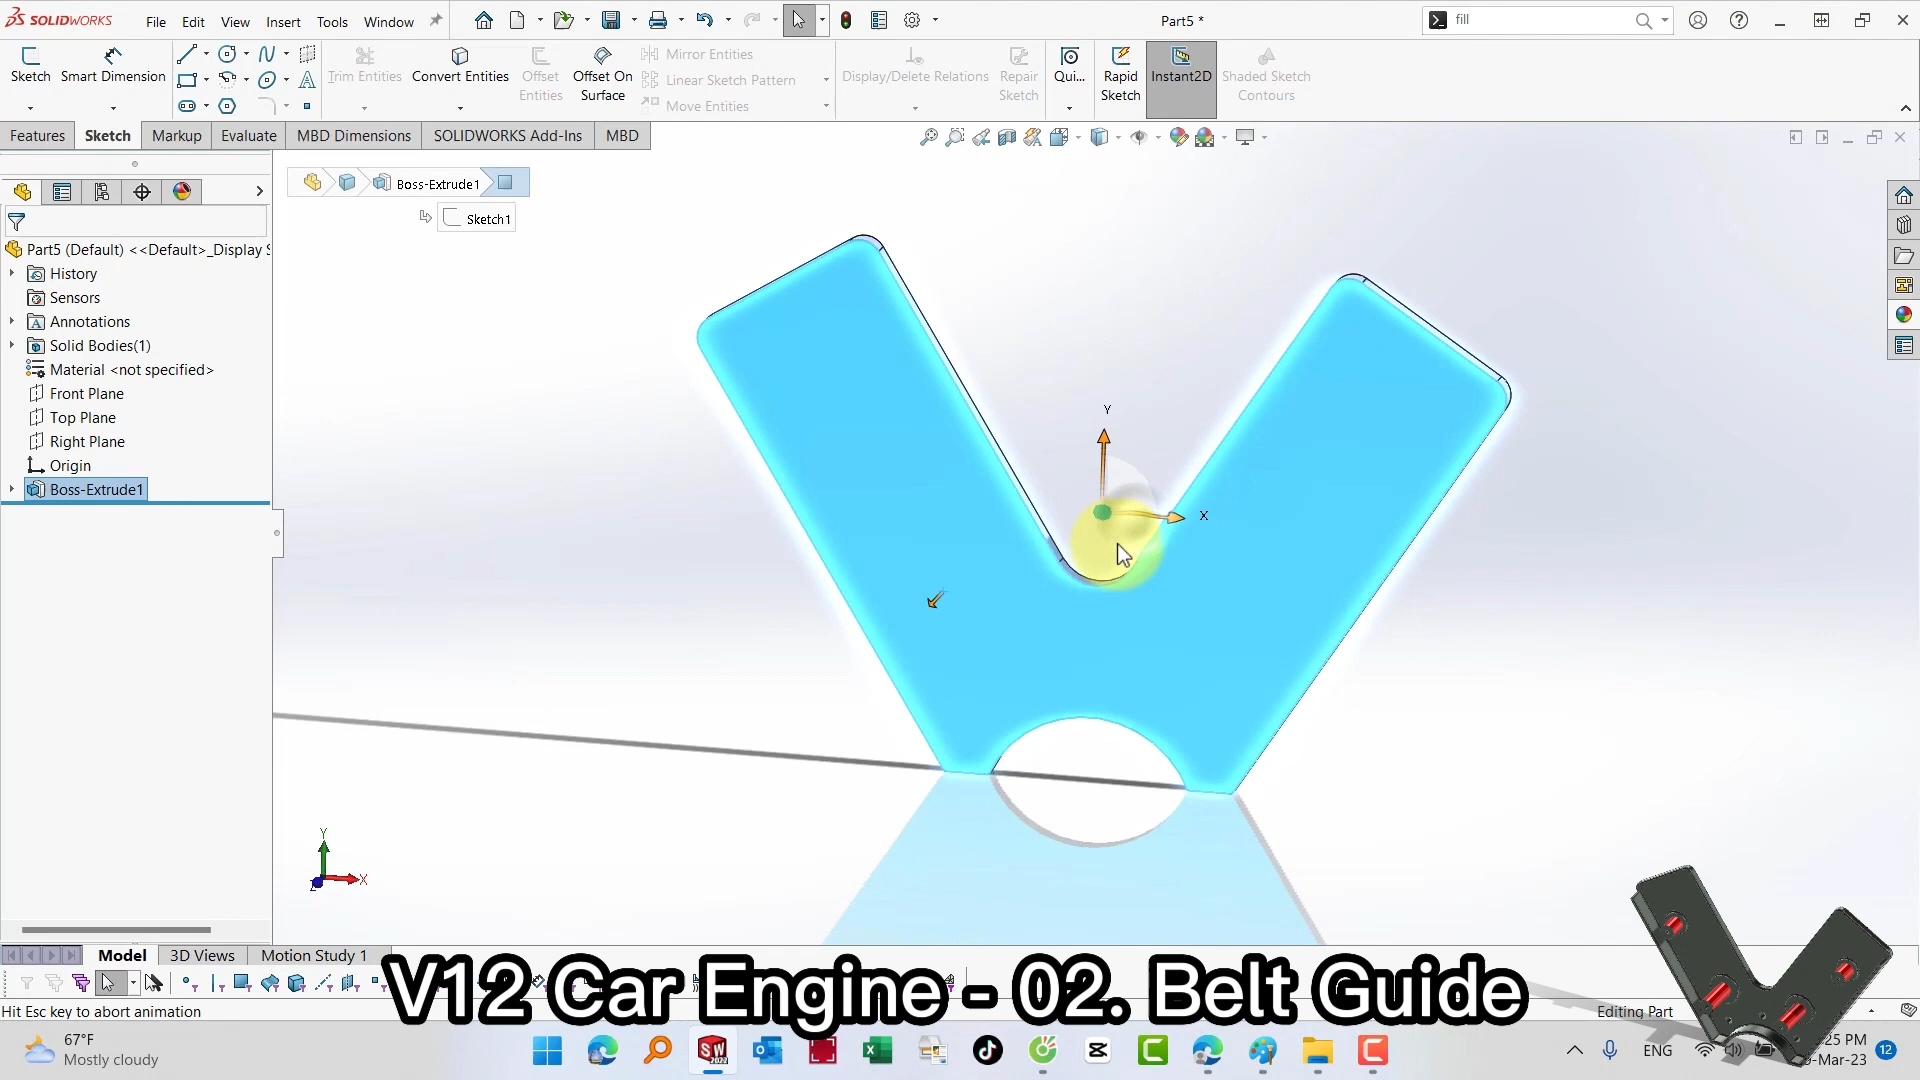 SOLIDWORKS File Edit View Insert Tools Window
Part5 *
fill
Sketch
Smart Dimension
Trim Entities
Convert Entities
Offset
Entities
Offset On
Surface
Mirror Entities
Linear Sketch Pattern
Move Entities
Display/Delete Relations
Repair
Sketch
Qui...
Rapid
Sketch
Instant2D
Shaded Sketch
Contours
Features Sketch Markup Evaluate MBD Dimensions SOLIDWORKS Add-Ins MBD
Boss-Extrude1
Sketch1
Part5 (Default) <<Default>_Display S
History
Sensors
Annotations
Solid Bodies(1)
Material <not specified>
Front Plane
Top Plane
Right Plane
Origin
Boss-Extrude1
Y
X
Y
X
Model 3D Views Motion Study 1
V12 Car Engine - 02. Belt Guide
Hit Esc key to abort animation
Editing Part
67°F
Mostly cloudy
ENG
:25 PM
-Mar-23
12